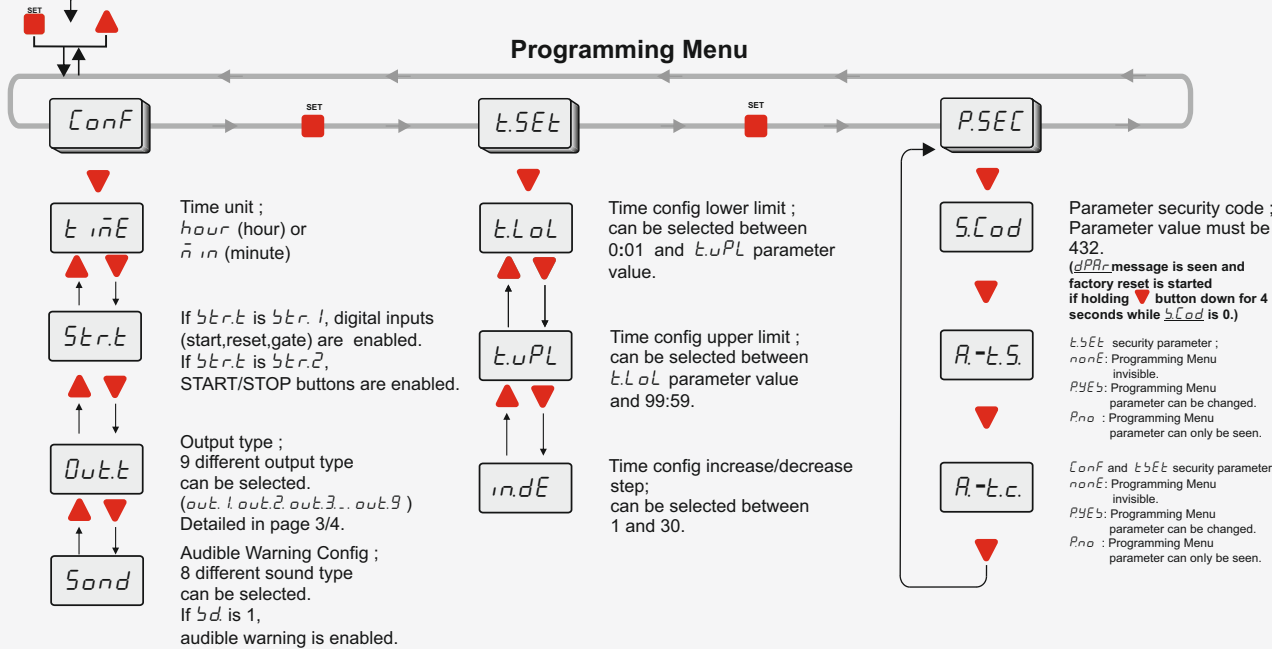 SET
Programming Menu
ConF
SET
t.SEt
SET
P.SEC
timE
Time unit ;
hour (hour) or
min (minute)
Str.t
If Str.t is Str.1, digital inputs
(start,reset,gate) are enabled.
If Str.t is Str.2,
START/STOP buttons are enabled.
Out.t
Output type ;
9 different output type
can be selected.
(out.1. out.2. out.3... out.9 )
Detailed in page 3/4.
Sond
Audible Warning Config ;
8 different sound type
can be selected.
If Sd. is 1,
audible warning is enabled.
t.LoL
Time config lower limit ;
can be selected between
0:01 and t.uPL parameter
value.
t.uPL
Time config upper limit ;
can be selected between
t.LoL parameter value
and 99:59.
in.dE
Time config increase/decrease
step;
can be selected between
1 and 30.
S.Cod
Parameter security code ;
Parameter value must be
432.
(dPAr message is seen and
factory reset is started
if holding button down for 4
seconds while S.Cod is 0.)
A.-t.S.
t.SEt security parameter ;
nonE: Programming Menu
invisible.
P.YES: Programming Menu
parameter can be changed.
P.no : Programming Menu
parameter can only be seen.
A.-t.c.
ConF and tSEt security parameter
nonE: Programming Menu
invisible.
P.YES: Programming Menu
parameter can be changed.
P.no : Programming Menu
parameter can only be seen.